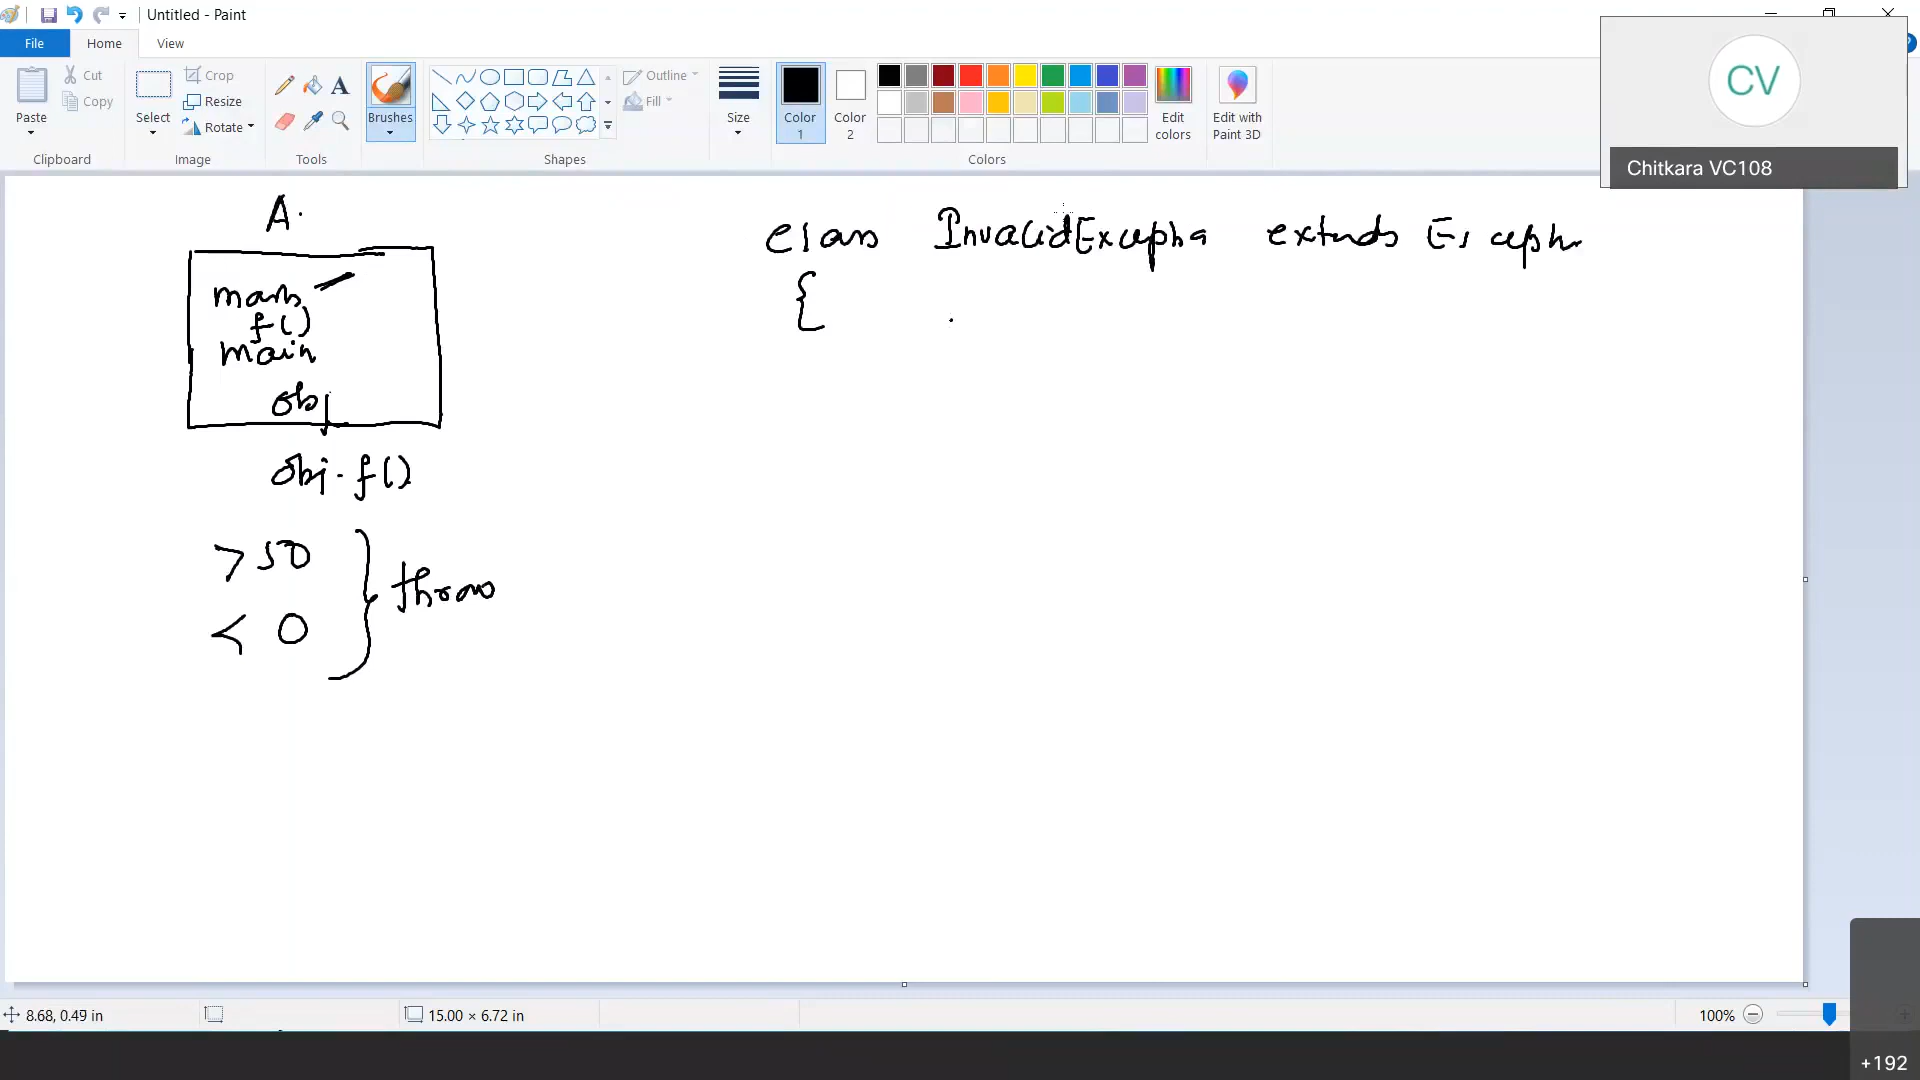 Untitled - Paint
File
Home
View
Cut
Copy
Paste
Clipboard
Crop
Resize
Rotate
Select
Image
A
Tools
Brushes
Shapes
Outline
Fill
Size
Color
1
Color
2
Edit
colors
Edit with
Paint 3D
Colors
CV
Chitkara VC108
A.
f()
main
obj
obj.f()
>50
<0
throw
class InvalidExceptn extends Exceptn
{
8.68, 0.49 in
15.00 × 6.72 in
100%
+192